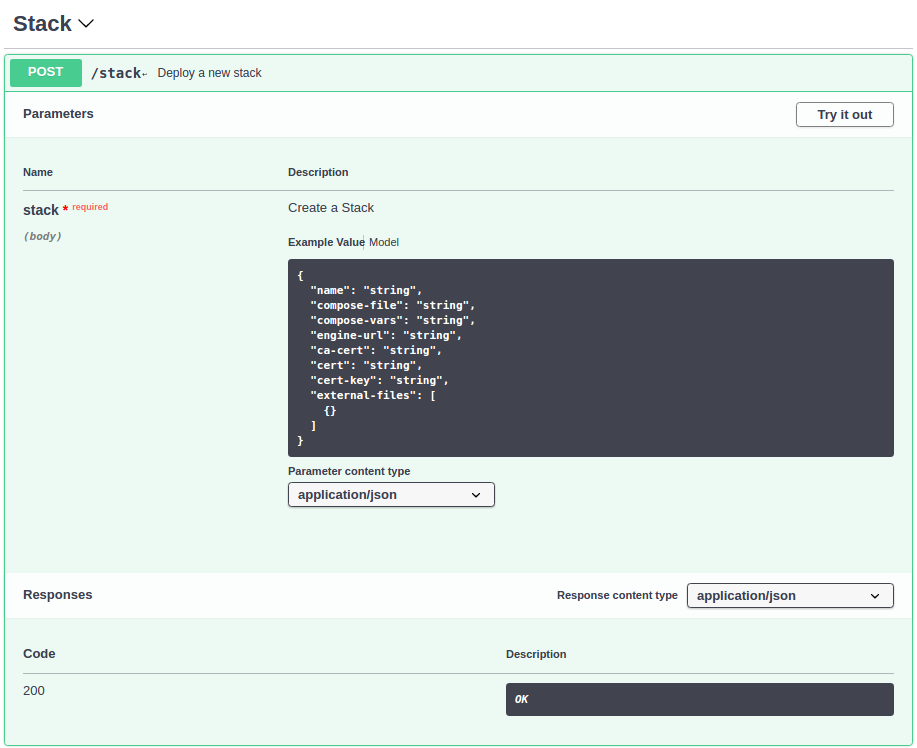 Stack
POST /stack Deploy a new stack
Parameters
Try it out
Name Description
stack * required
(body)
Create a Stack
Example Value Model
{
  "name": "string",
  "compose-file": "string",
  "compose-vars": "string",
  "engine-url": "string",
  "ca-cert": "string",
  "cert": "string",
  "cert-key": "string",
  "external-files": [
    {}
  ]
}
Parameter content type
application/json
Responses
Response content type application/json
Code Description
200 OK